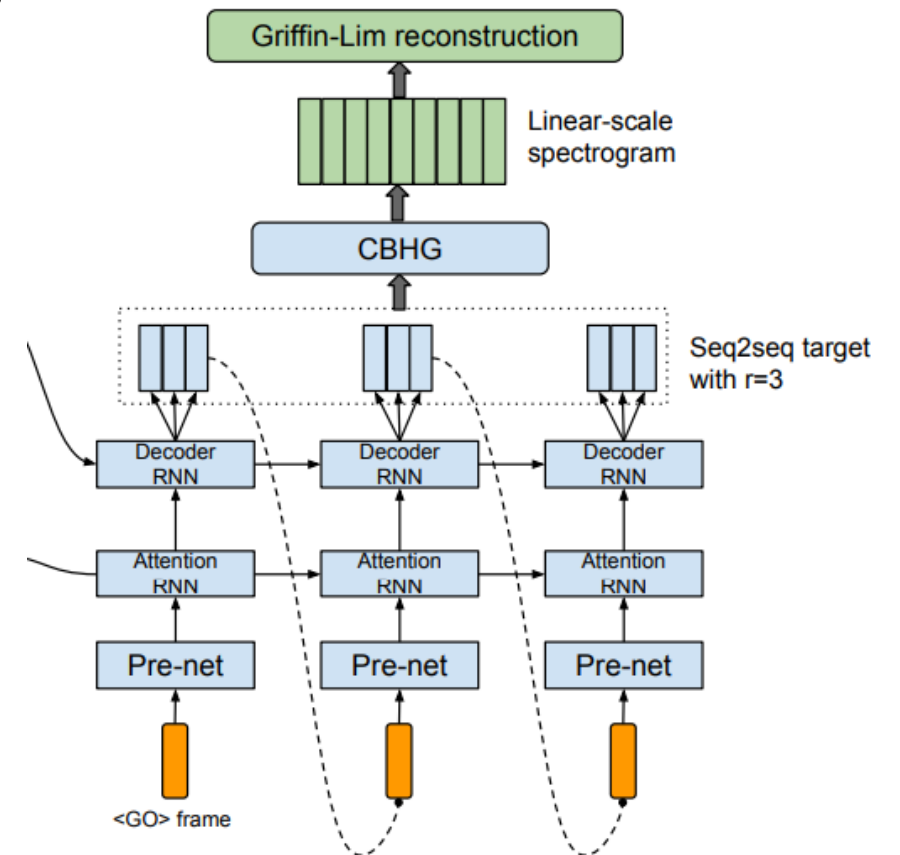 Griffin-Lim reconstruction
Linear-scale
spectrogram
CBHG
Seq2seq target
with r=3
Decoder
RNN
Decoder
RNN
Decoder
RNN
Attention
RNN
Attention
RNN
Attention
RNN
Pre-net
Pre-net
Pre-net
<GO> frame